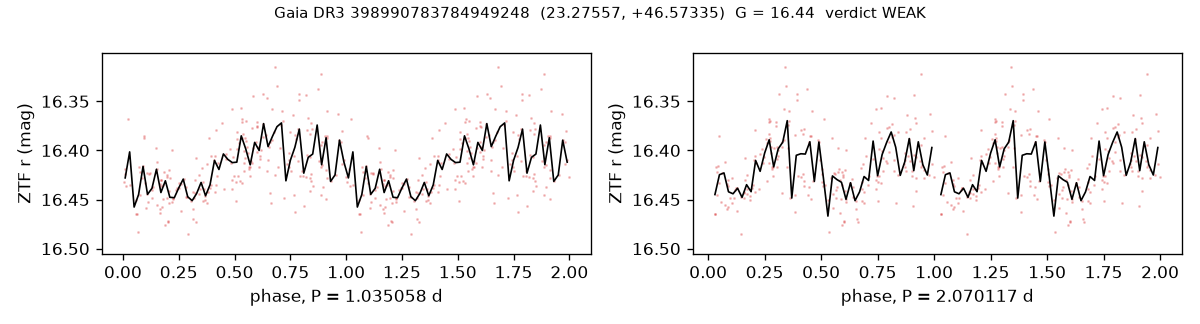 Gaia DR3 398990783784949248  (23.27557, +46.57335)  G = 16.44  verdict WEAK
ZTF r (mag)
16.35
16.40
16.45
16.50
0.00 0.25 0.50 0.75 1.00 1.25 1.50 1.75 2.00
phase, P = 1.035058 d
ZTF r (mag)
16.35
16.40
16.45
16.50
0.00 0.25 0.50 0.75 1.00 1.25 1.50 1.75 2.00
phase, P = 2.070117 d